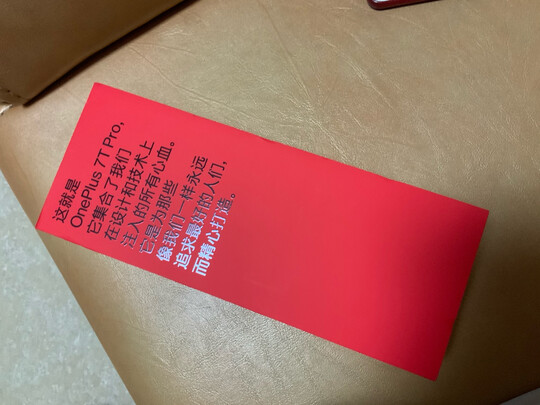 这就是
OnePlus 7T Pro,
它集合了我们
在设计和技术上
注入的所有心血。
它是为那些
像我们一样永远
追求最好的人们,
而精心打造。